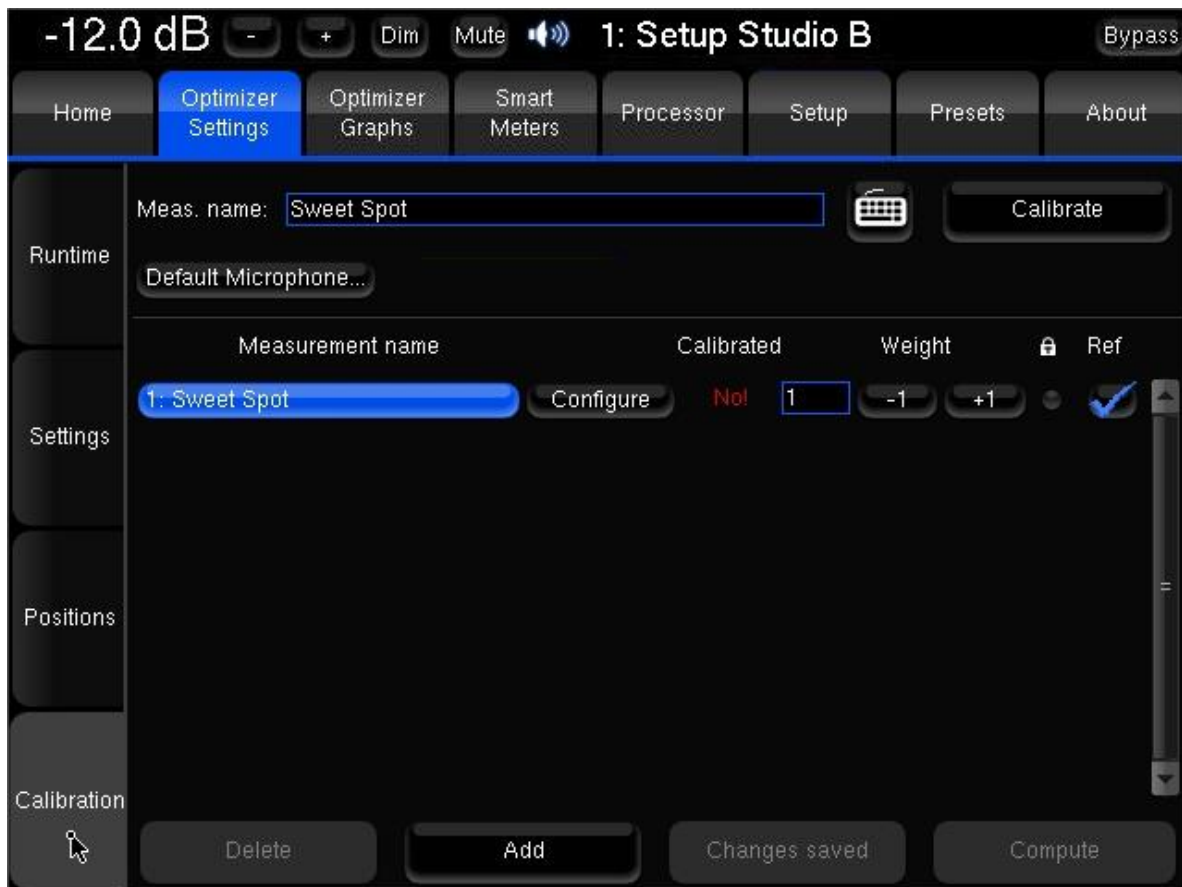 -12.0 dB - + Dim Mute 1: Setup Studio B Bypass
Home Optimizer Settings Optimizer Graphs Smart Meters Processor Setup Presets About
Meas. name: Sweet Spot Calibrate
Runtime
Default Microphone...
Measurement name Calibrated Weight Ref
1: Sweet Spot Configure No! 1 -1 +1
Settings
Positions
Calibration
Delete Add Changes saved Compute